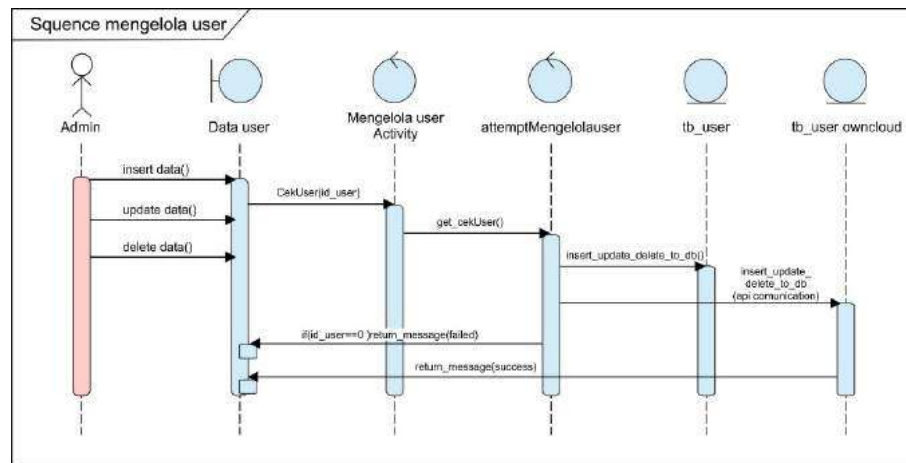 Squence mengelola user
Admin
Data user
Mengelola user
Activity
attemptMengelolauser
tb_user
tb_user owncloud
insert data()
CekUser(id_user)
update data()
get_cekUser()
delete data()
insert_update_delete_to_db()
insert_update_
delete_to_db
(api comunication)
if(id_user==0 )return_message(failed)
return_message(success)